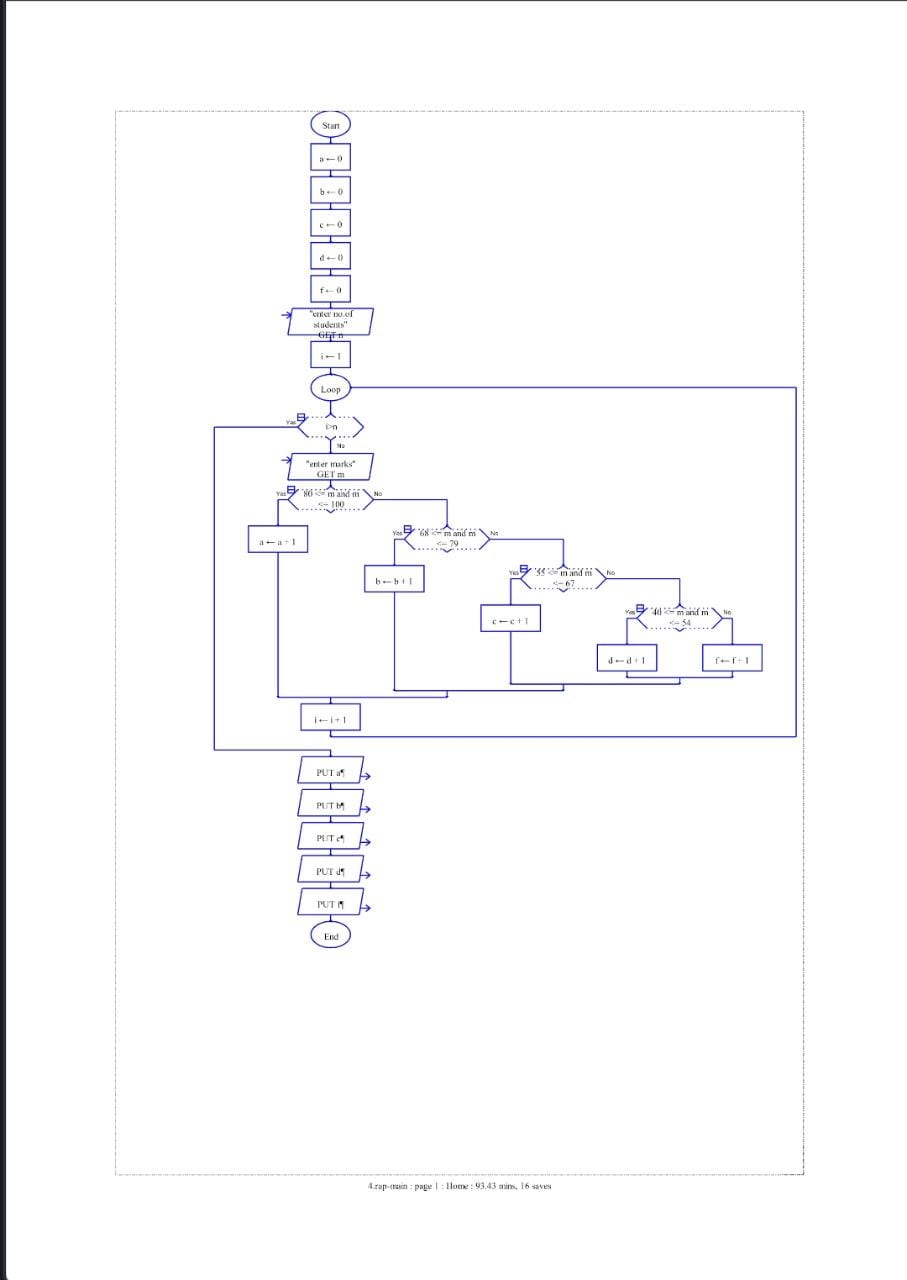 Start
a ← 0
b ← 0
c ← 0
d ← 0
f ← 0
"enter no.of
students"
GET n
i ← 1
Loop
Yes
i>n
No
"enter marks"
GET m
Yes
80 <= m and m
<= 100
No
a ← a + 1
Yes
68 <= m and m
<= 79
No
b ← b + 1
Yes
55 <= m and m
<= 67
No
c ← c + 1
Yes
40 <= m and m
<= 54
No
d ← d + 1
f ← f + 1
i ← i + 1
PUT a¶
PUT b¶
PUT c¶
PUT d¶
PUT f¶
End
4.rap-main : page 1 : Home : 93.43 mins, 16 saves